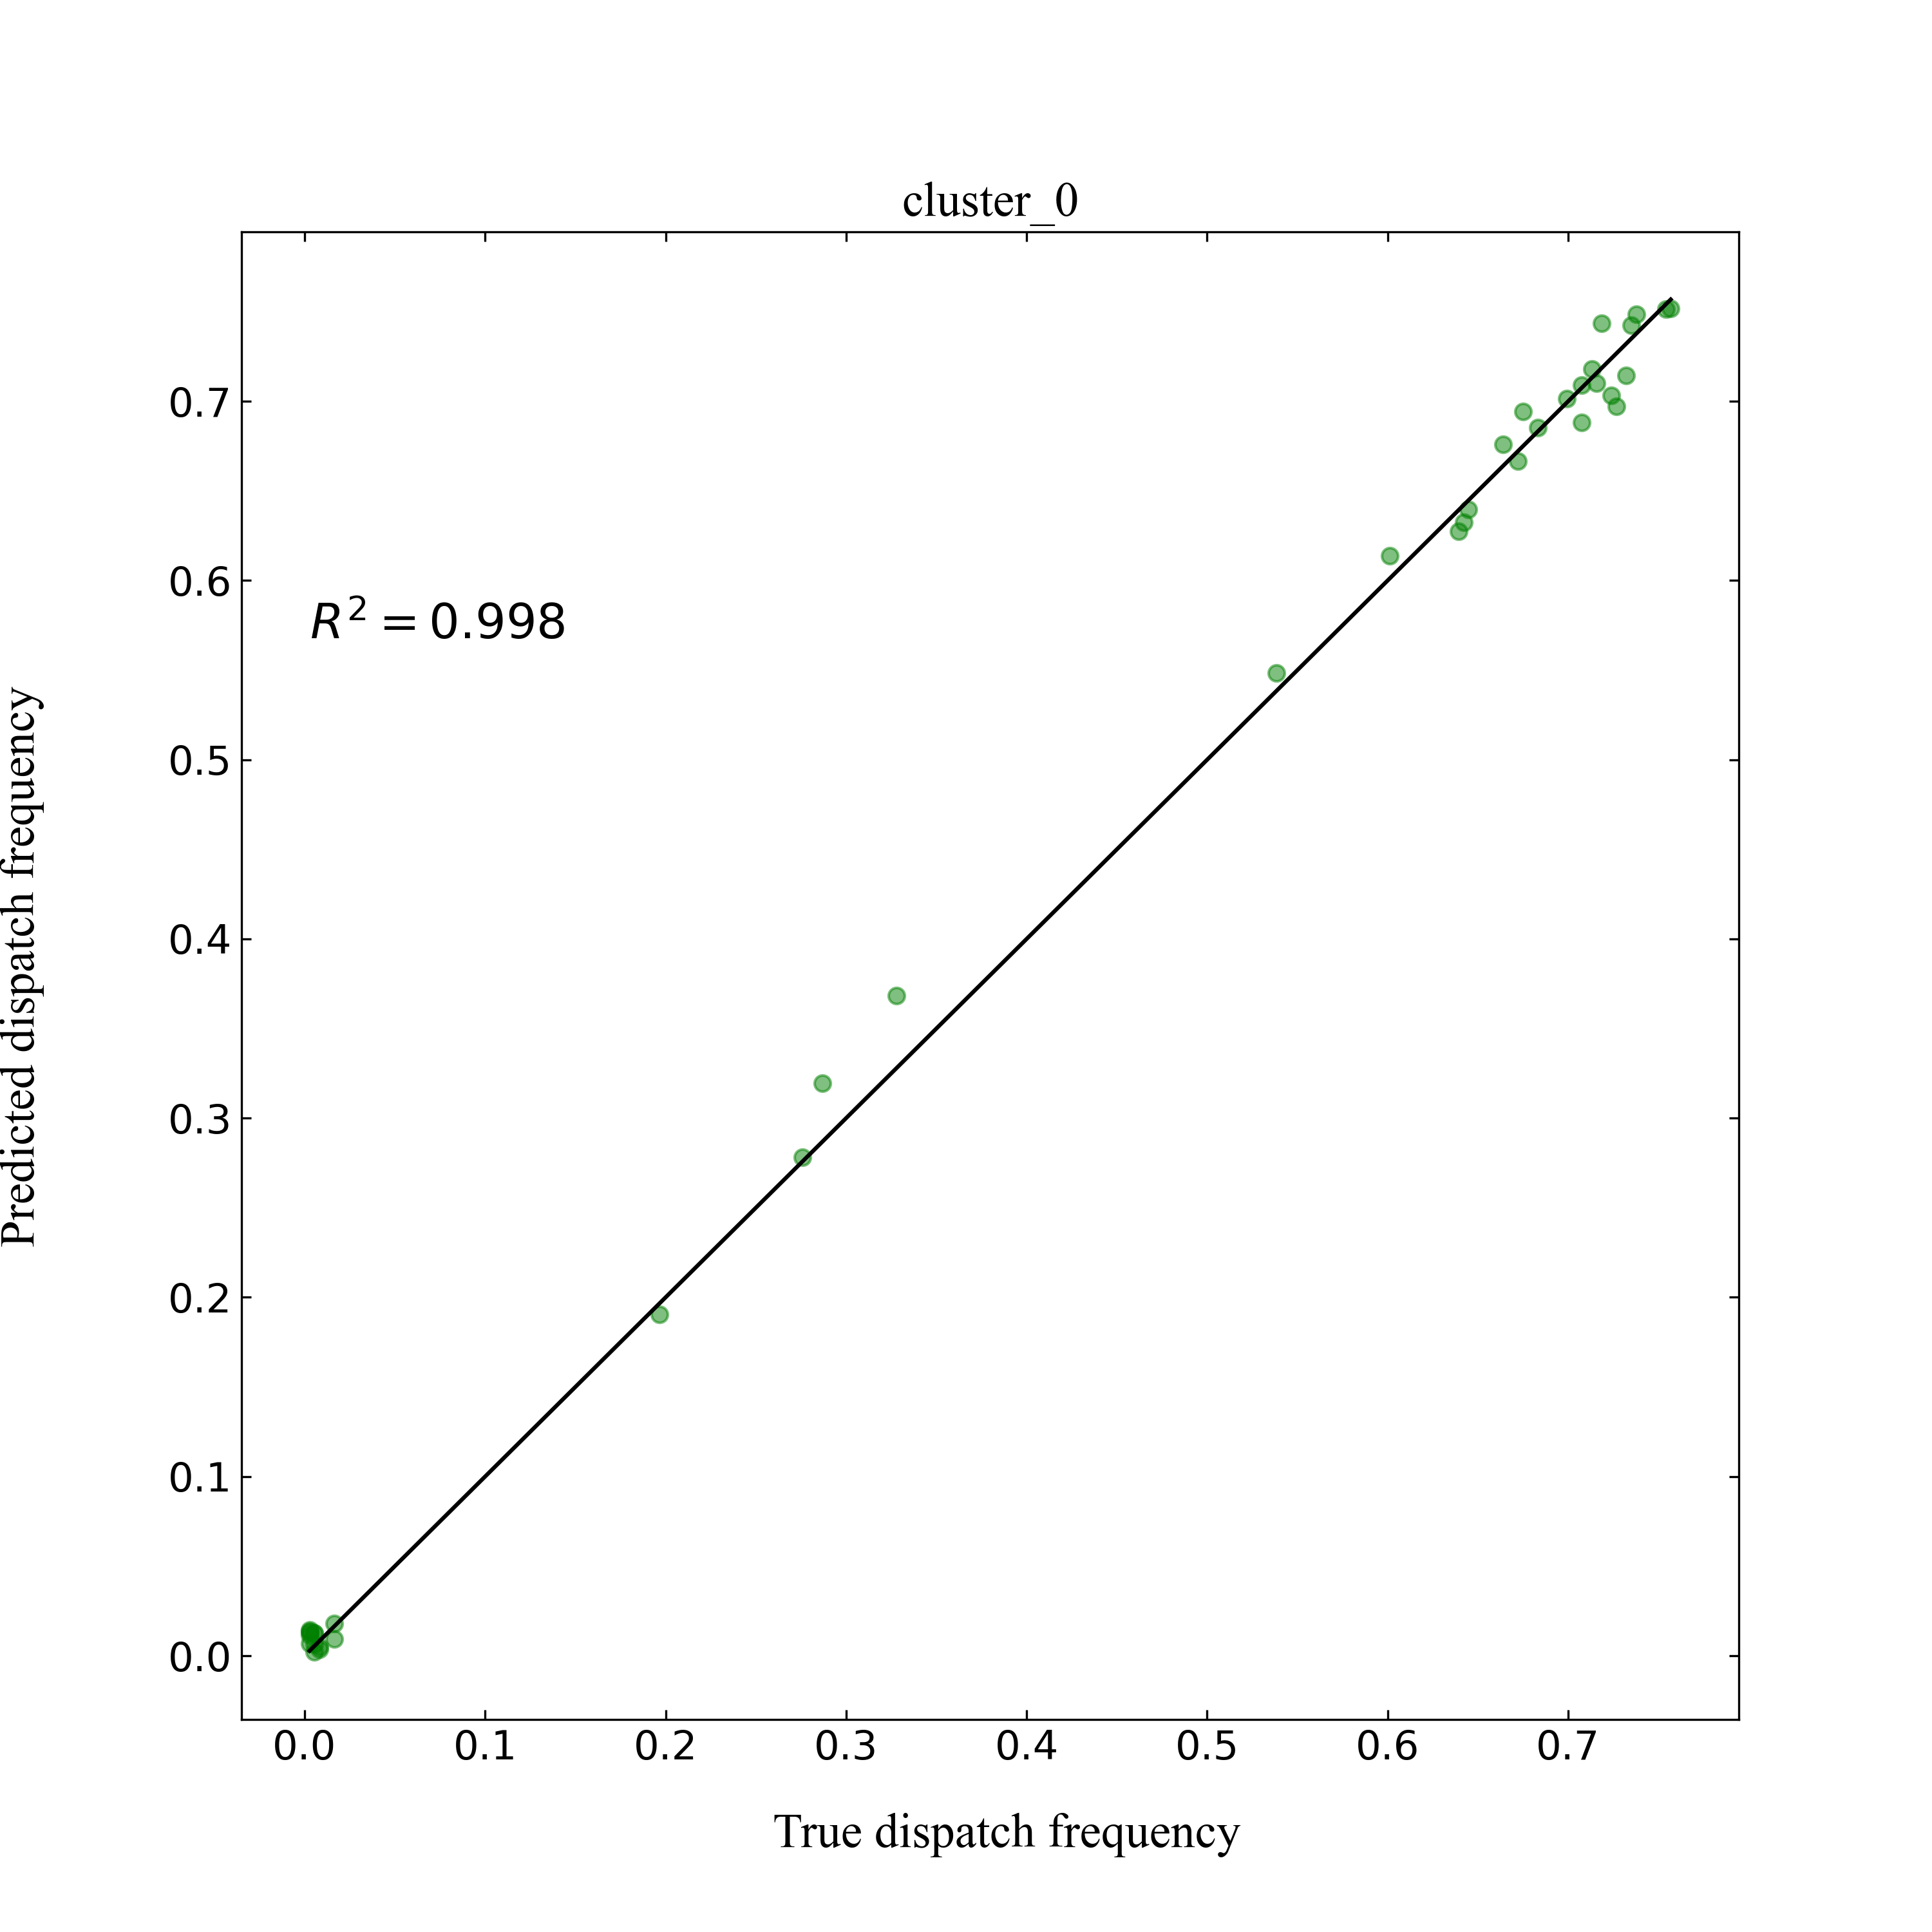 cluster_0
Predicted dispatch frequency
0.7
0.6
0.5
0.4
0.3
0.2
0.1
0.0
R² = 0.998
0.0 0.1 0.2 0.3 0.4 0.5 0.6 0.7
True dispatch frequency